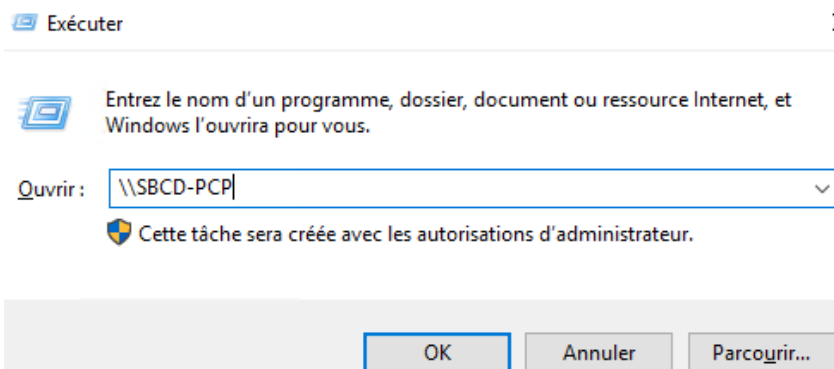 Exécuter
Entrez le nom d'un programme, dossier, document ou ressource Internet, et
Windows l'ouvrira pour vous.
Ouvrir : \\SBCD-PCP
Cette tâche sera créée avec les autorisations d'administrateur.
OK Annuler Parcourir...